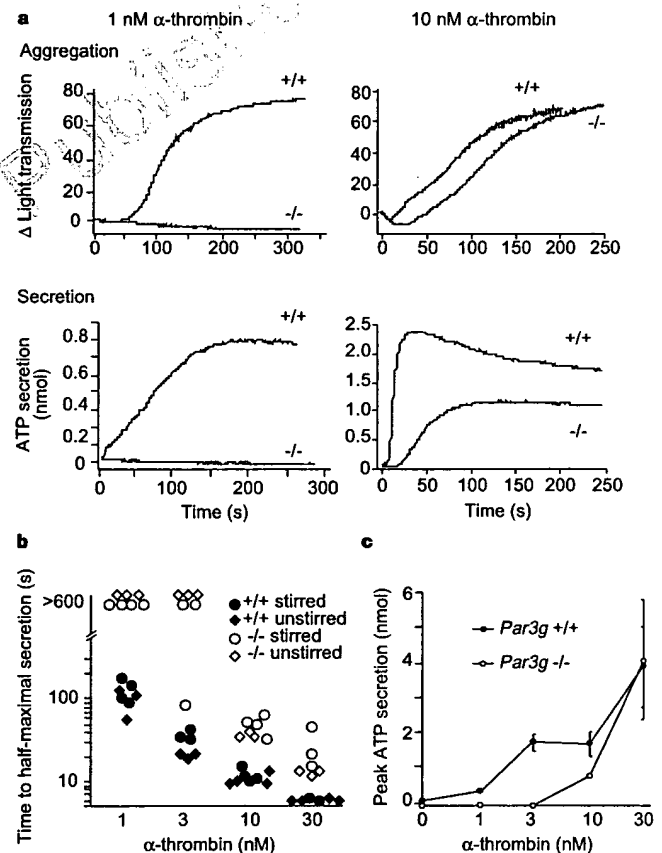 a
1 nM α-thrombin
10 nM α-thrombin
Aggregation
Δ Light transmission
80
60
40
20
0
+/+
-/-
0
100
200
300
80
60
40
20
0
+/+
-/-
0
50
100
150
200
250
Secretion
ATP secretion
(nmol)
0.8
0.6
0.4
0.2
0
+/+
-/-
0
100
200
300
Time (s)
2.5
2.0
1.5
1.0
0.5
0
+/+
-/-
0
50
100
150
200
250
Time (s)
b
Time to half-maximal secretion (s)
>600
100
10
+/+ stirred
+/+ unstirred
-/- stirred
-/- unstirred
1
3
10
30
α-thrombin (nM)
c
Peak ATP secretion (nmol)
6
4
2
0
Par3g +/+
Par3g -/-
0
1
3
10
30
α-thrombin (nM)